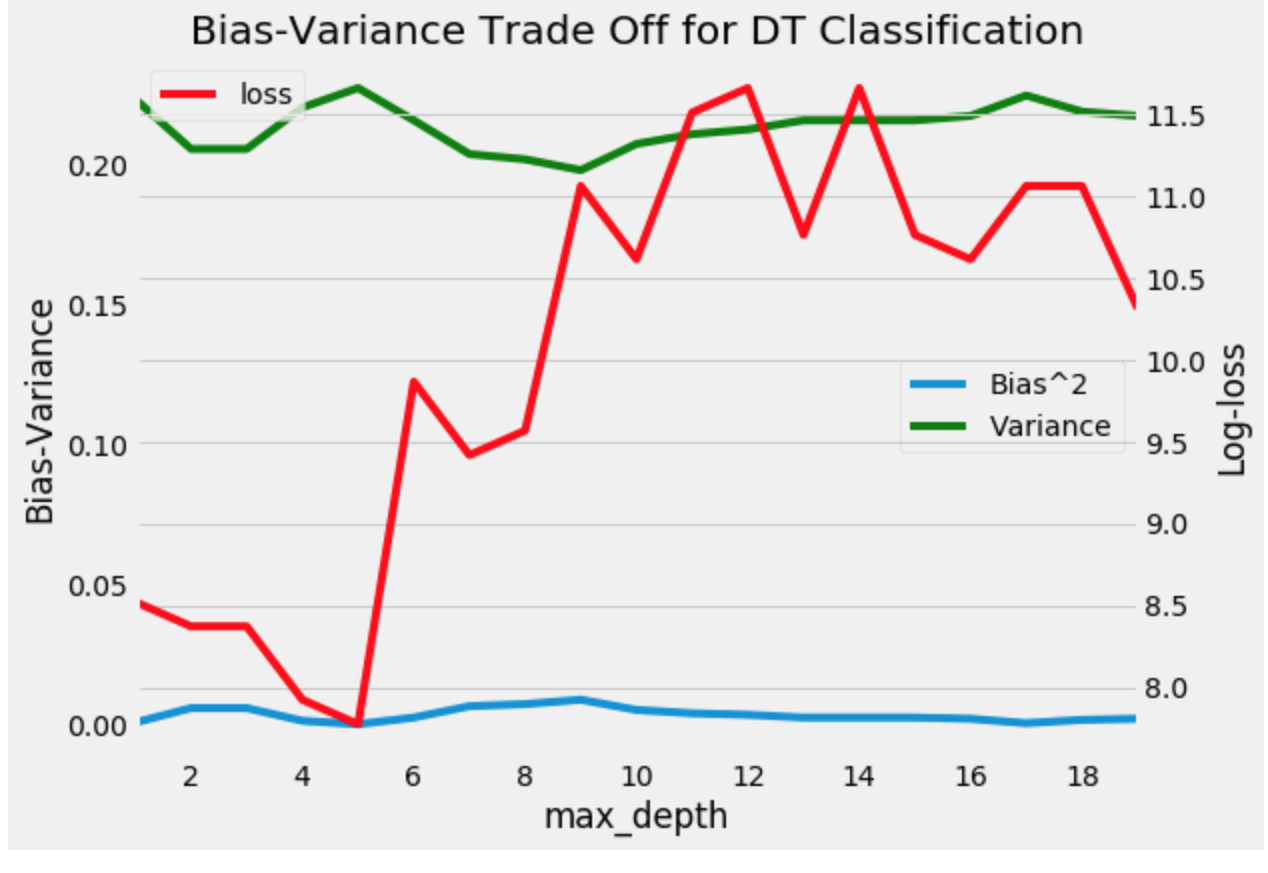 Bias-Variance Trade Off for DT Classification
loss
11.5
0.20
11.0
10.5
0.15
Bias-Variance
10.0
Log-loss
Bias^2
Variance
0.10
9.5
9.0
0.05
8.5
8.0
0.00
2 4 6 8 10 12 14 16 18
max_depth